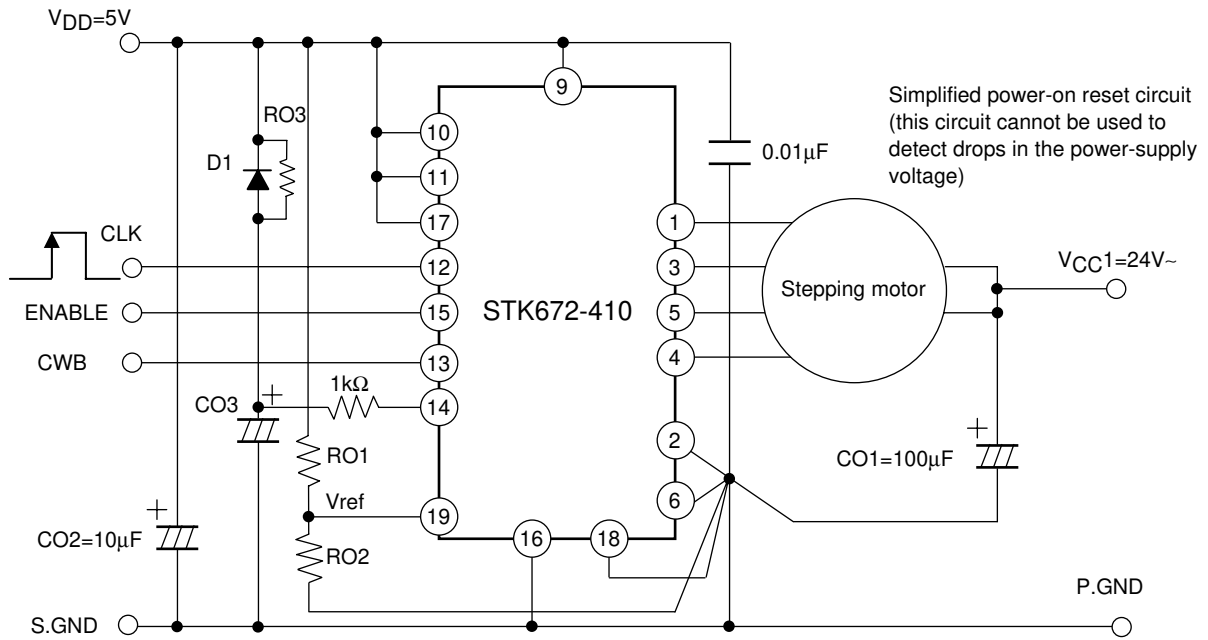 VDD=5V
9
Simplified power-on reset circuit
(this circuit cannot be used to
detect drops in the power-supply
voltage)
RO3
10
0.01μF
D1
11
17
1
CLK
12
3
VCC1=24V~
STK672-410
Stepping motor
ENABLE
15
5
CWB
13
4
1kΩ
+
CO3
14
2
+
CO1=100μF
RO1
6
Vref
19
+
CO2=10μF
RO2
16
18
P.GND
S.GND